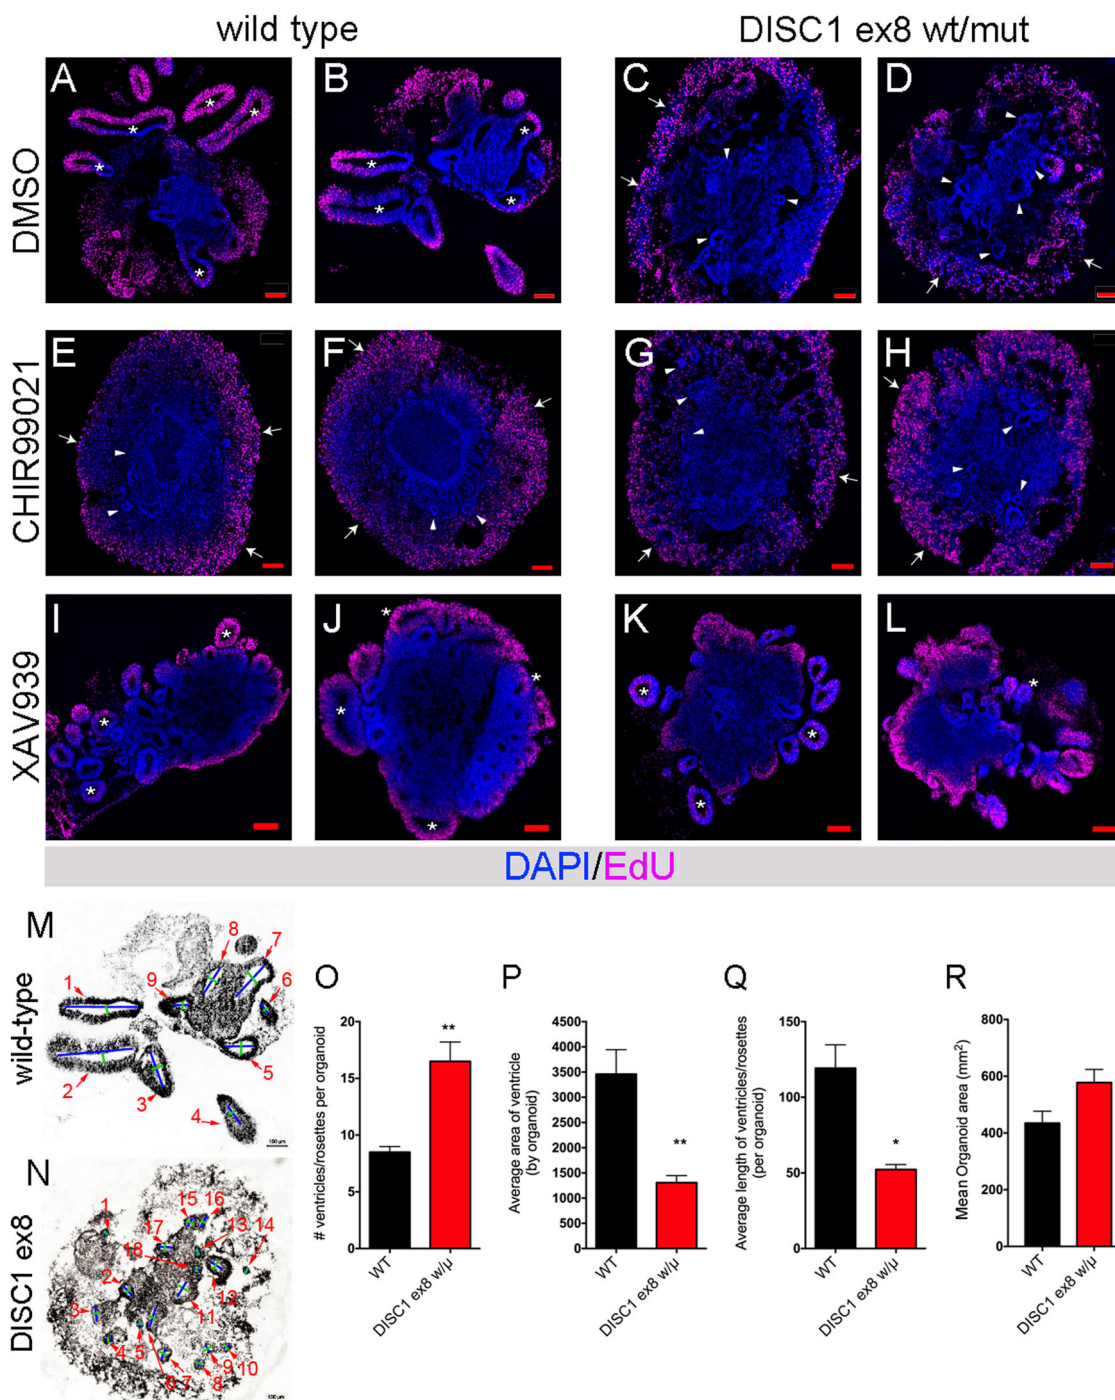 wild type
DISC1 ex8 wt/mut
DMSO
A
B
C
D
CHIR99021
E
F
G
H
XAV939
I
J
K
L
DAPI/EdU
M
wild-type
1
2
3
4
5
6
7
8
9
100 µm
N
DISC1 ex8
1
2
3
4
5
6
7
8
9
10
11
12
13
14
15
16
17
18
100 µm
O
# ventricles/rosettes per organoid
20
15
10
5
0
**
WT
DISC1 ex8 w/µ
P
Average area of ventricle
(by organoid)
4500
4000
3500
3000
2500
2000
1500
1000
500
0
**
WT
DISC1 ex8 w/µ
Q
Average length of ventricles/rosettes
(per organoid)
150
100
50
0
*
WT
DISC1 ex8 w/µ
R
Mean Organoid area (mm²)
800
600
400
200
0
WT
DISC1 ex8 w/µ